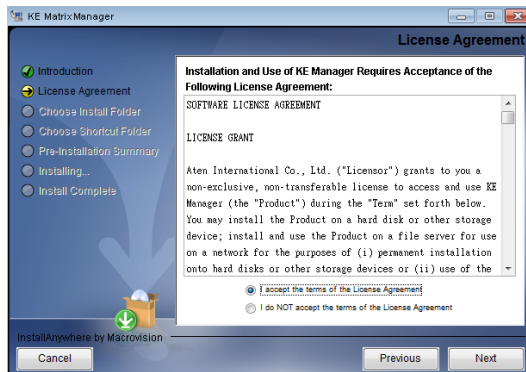 KE MatrixManager
License Agreement
Introduction
License Agreement
Choose Install Folder
Choose Shortcut Folder
Pre-Installation Summary
Installing...
Install Complete
Installation and Use of KE Manager Requires Acceptance of the
Following License Agreement:
SOFTWARE LICENSE AGREEMENT
LICENSE GRANT
Aten International Co., Ltd. ("Licensor") grants to you a
non-exclusive, non-transferable license to access and use KE
Manager (the "Product") during the "Term" set forth below.
You may install the Product on a hard disk or other storage
device; install and use the Product on a file server for use
on a network for the purposes of (i) permanent installation
onto hard disks or other storage devices or (ii) use of the
I accept the terms of the License Agreement
I do NOT accept the terms of the License Agreement
InstallAnywhere by Macrovision
Cancel
Previous
Next